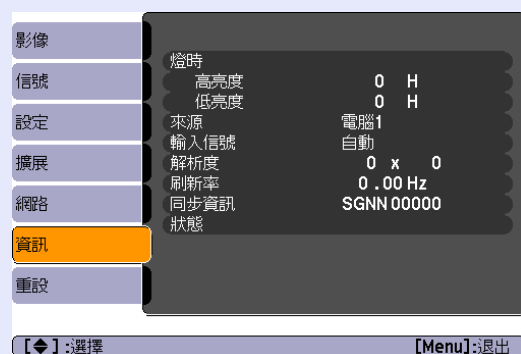 影像
信號
設定
擴展
網路
資訊
重設
燈時
高亮度 0 H
低亮度 0 H
來源 電腦1
輸入信號 自動
解析度 0 x 0
刷新率 0.00 Hz
同步資訊 SGNN 00000
狀態
[◆]:選擇 [Menu]:退出